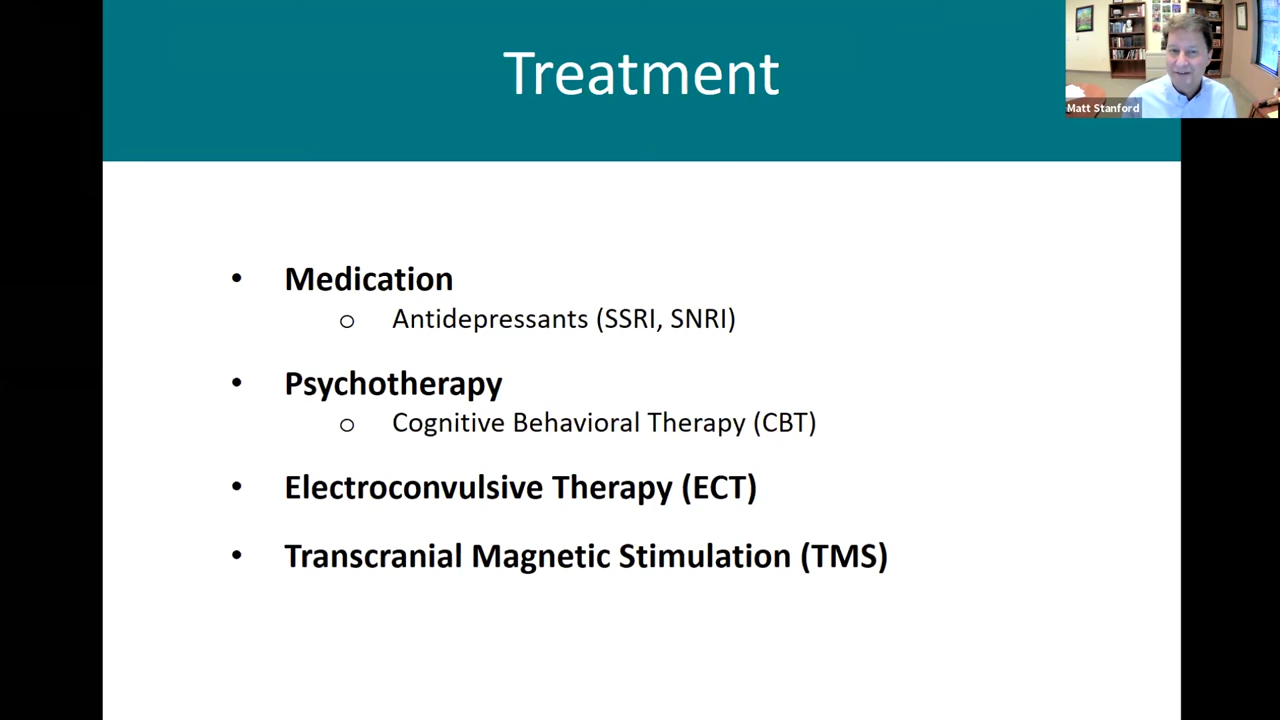 Treatment
Matt Stanford
• Medication
o Antidepressants (SSRI, SNRI)
• Psychotherapy
o Cognitive Behavioral Therapy (CBT)
• Electroconvulsive Therapy (ECT)
• Transcranial Magnetic Stimulation (TMS)